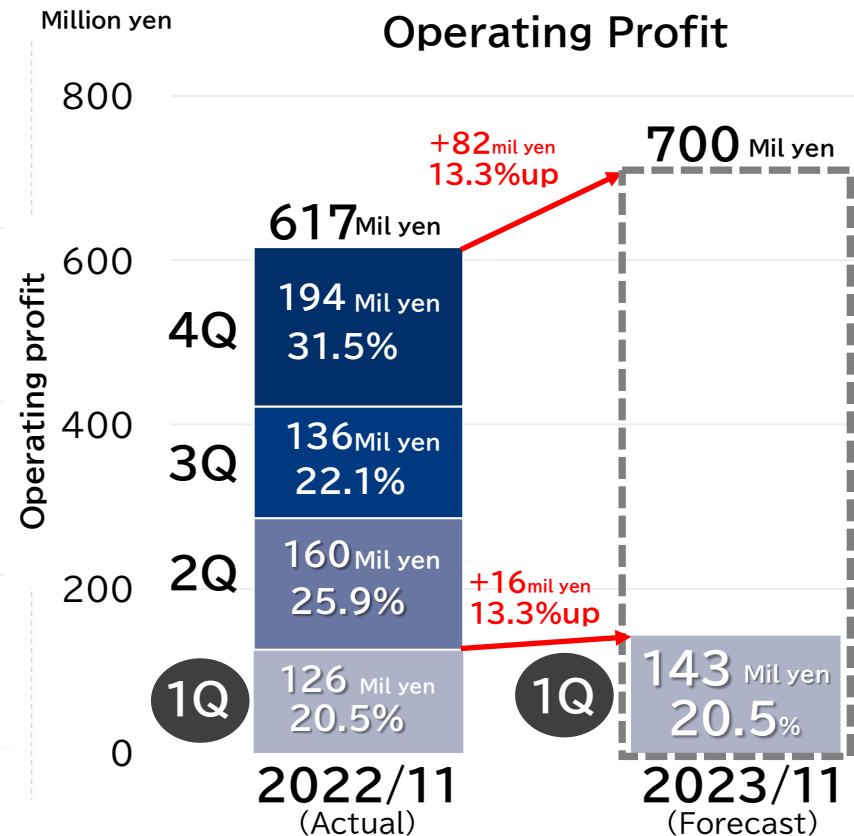 Million yen
Operating Profit
800
600
400
200
0
Operating profit
+82mil yen
13.3%up
700 Mil yen
617Mil yen
4Q
194 Mil yen
31.5%
3Q
136Mil yen
22.1%
2Q
160Mil yen
25.9%
+16mil yen
13.3%up
1Q
126 Mil yen
20.5%
1Q
143 Mil yen
20.5%
2022/11
(Actual)
2023/11
(Forecast)